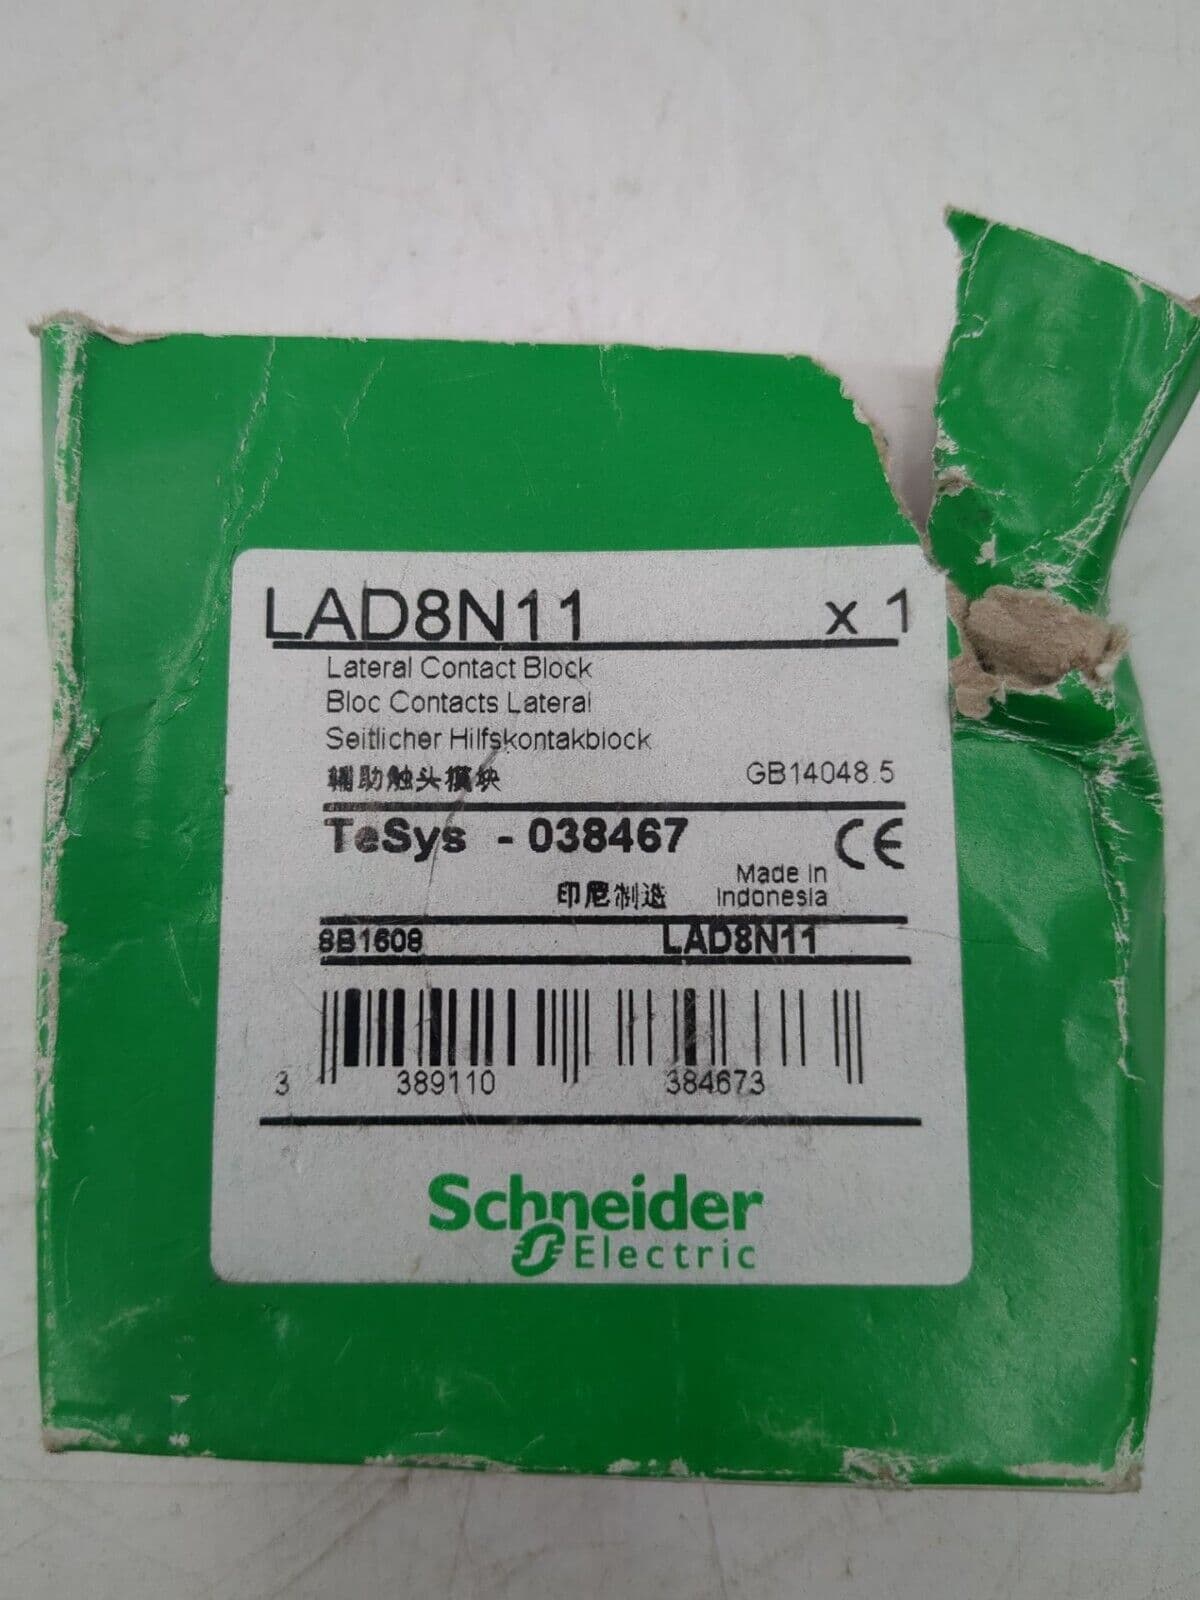 LAD8N11 x 1
Lateral Contact Block
Bloc Contacts Lateral
Seitlicher Hilfskontakblock
輔助触头模块 GB14048.5
TeSys - 038467 CE
印尼制造 Made in
Indonesia
8B1608 LAD8N11
3 389110 384673
Schneider
Electric